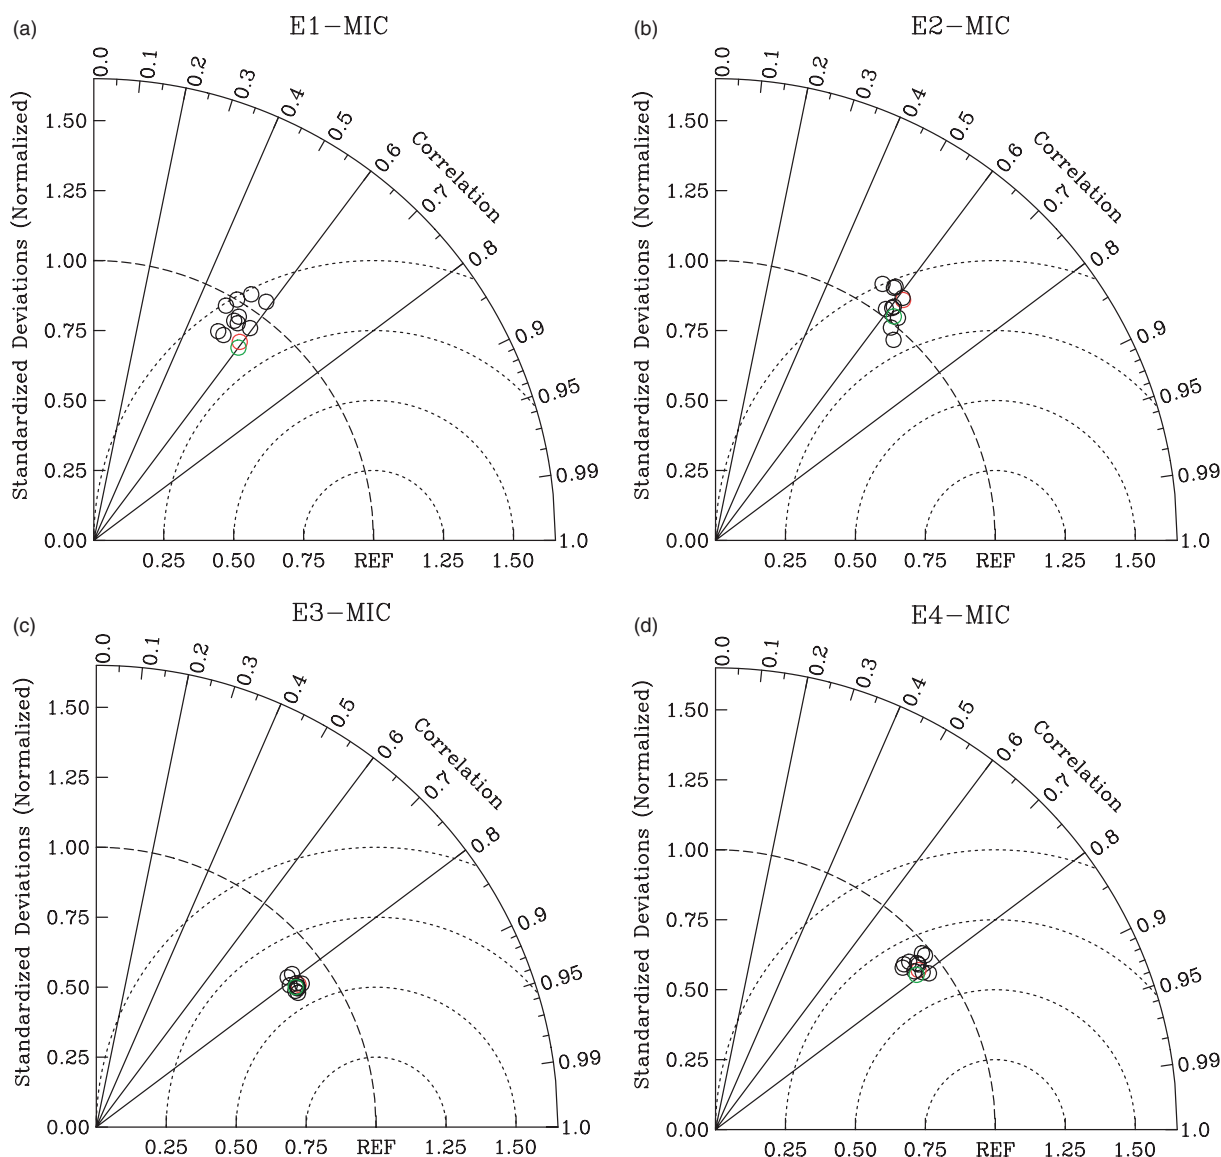 (a) E1−MIC
0.0 0.1 0.2 0.3 0.4 0.5 0.6 0.7 0.8 0.9 0.95 0.99 1.0
Correlation
Standardized Deviations (Normalized)
1.50
1.25
1.00
0.75
0.50
0.25
0.00
0.25 0.50 0.75 REF 1.25 1.50
(b) E2−MIC
0.0 0.1 0.2 0.3 0.4 0.5 0.6 0.7 0.8 0.9 0.95 0.99 1.0
Correlation
Standardized Deviations (Normalized)
1.50
1.25
1.00
0.75
0.50
0.25
0.00
0.25 0.50 0.75 REF 1.25 1.50
(c) E3−MIC
0.0 0.1 0.2 0.3 0.4 0.5 0.6 0.7 0.8 0.9 0.95 0.99 1.0
Correlation
Standardized Deviations (Normalized)
1.50
1.25
1.00
0.75
0.50
0.25
0.00
0.25 0.50 0.75 REF 1.25 1.50
(d) E4−MIC
0.0 0.1 0.2 0.3 0.4 0.5 0.6 0.7 0.8 0.9 0.95 0.99 1.0
Correlation
Standardized Deviations (Normalized)
1.50
1.25
1.00
0.75
0.50
0.25
0.00
0.25 0.50 0.75 REF 1.25 1.50